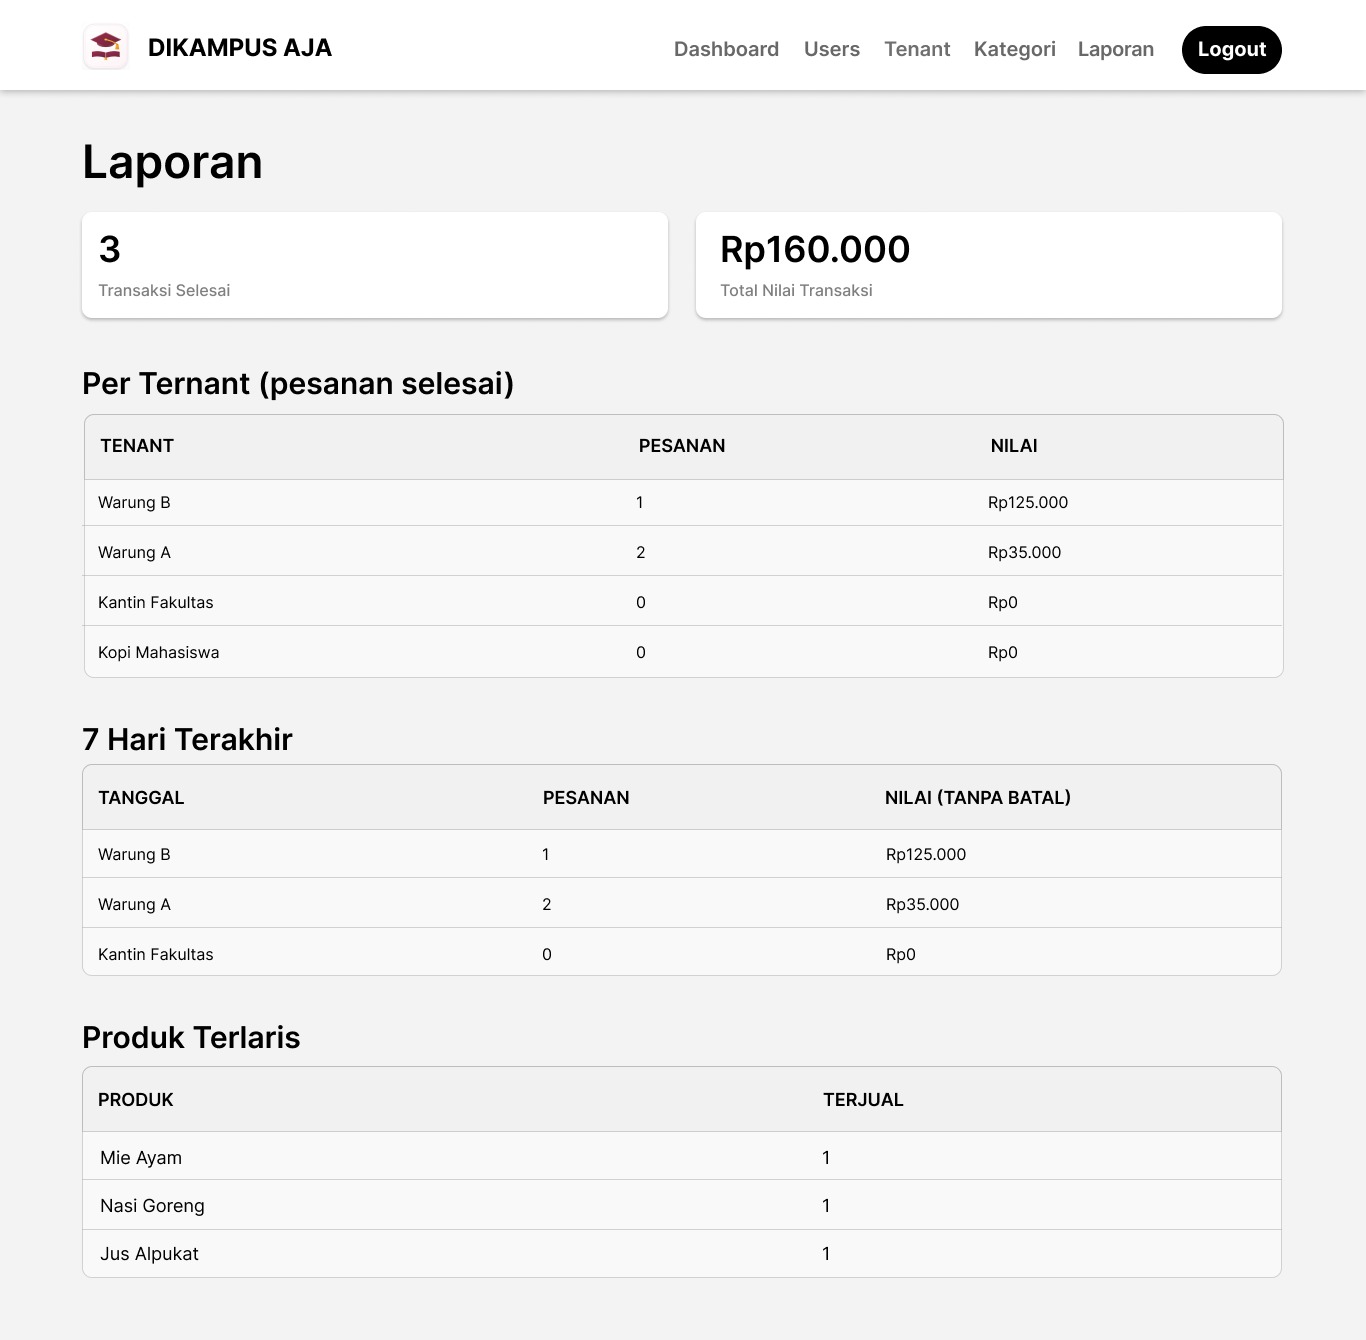 DIKAMPUS AJA
Dashboard Users Tenant Kategori Laporan Logout
Laporan
3
Transaksi Selesai
Rp160.000
Total Nilai Transaksi
Per Ternant (pesanan selesai)
TENANT PESANAN NILAI
Warung B 1 Rp125.000
Warung A 2 Rp35.000
Kantin Fakultas 0 Rp0
Kopi Mahasiswa 0 Rp0
7 Hari Terakhir
TANGGAL PESANAN NILAI (TANPA BATAL)
Warung B 1 Rp125.000
Warung A 2 Rp35.000
Kantin Fakultas 0 Rp0
Produk Terlaris
PRODUK TERJUAL
Mie Ayam 1
Nasi Goreng 1
Jus Alpukat 1